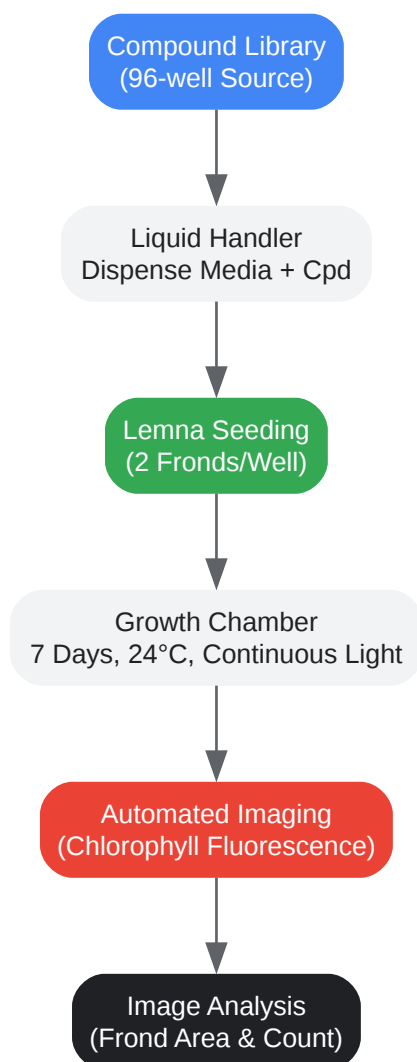 Compound Library
(96-well Source)
Liquid Handler
Dispense Media + Cpd
Lemna Seeding
(2 Fronds/Well)
Growth Chamber
7 Days, 24°C, Continuous Light
Automated Imaging
(Chlorophyll Fluorescence)
Image Analysis
(Frond Area & Count)